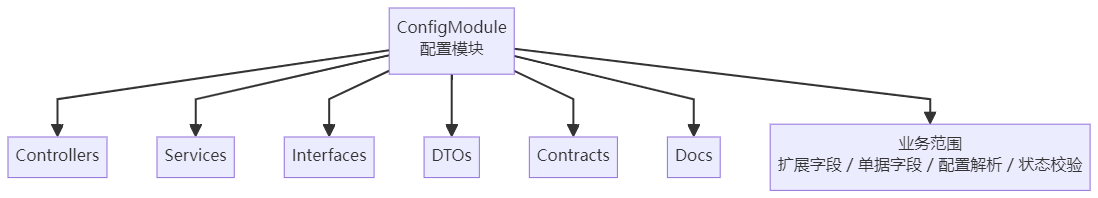 ConfigModule
配置模块
Controllers
Services
Interfaces
DTOs
Contracts
Docs
业务范围
扩展字段 / 单据字段 / 配置解析 / 状态校验